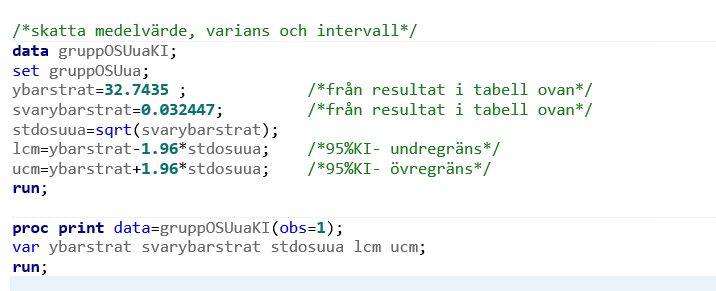 /*skatta medelvärde, varians och intervall*/
data gruppOSUuaKI;
set gruppOSUua;
ybarstrat=32.7435 ; /*från resultat i tabell ovan*/
svarybarstrat=0.032447; /*från resultat i tabell ovan*/
stdosuua=sqrt(svarybarstrat);
lcm=ybarstrat-1.96*stdosuua; /*95%KI- undregräns*/
ucm=ybarstrat+1.96*stdosuua; /*95%KI- övregräns*/
run;
proc print data=gruppOSUuaKI(obs=1);
var ybarstrat svarybarstrat stdosuua lcm ucm;
run;